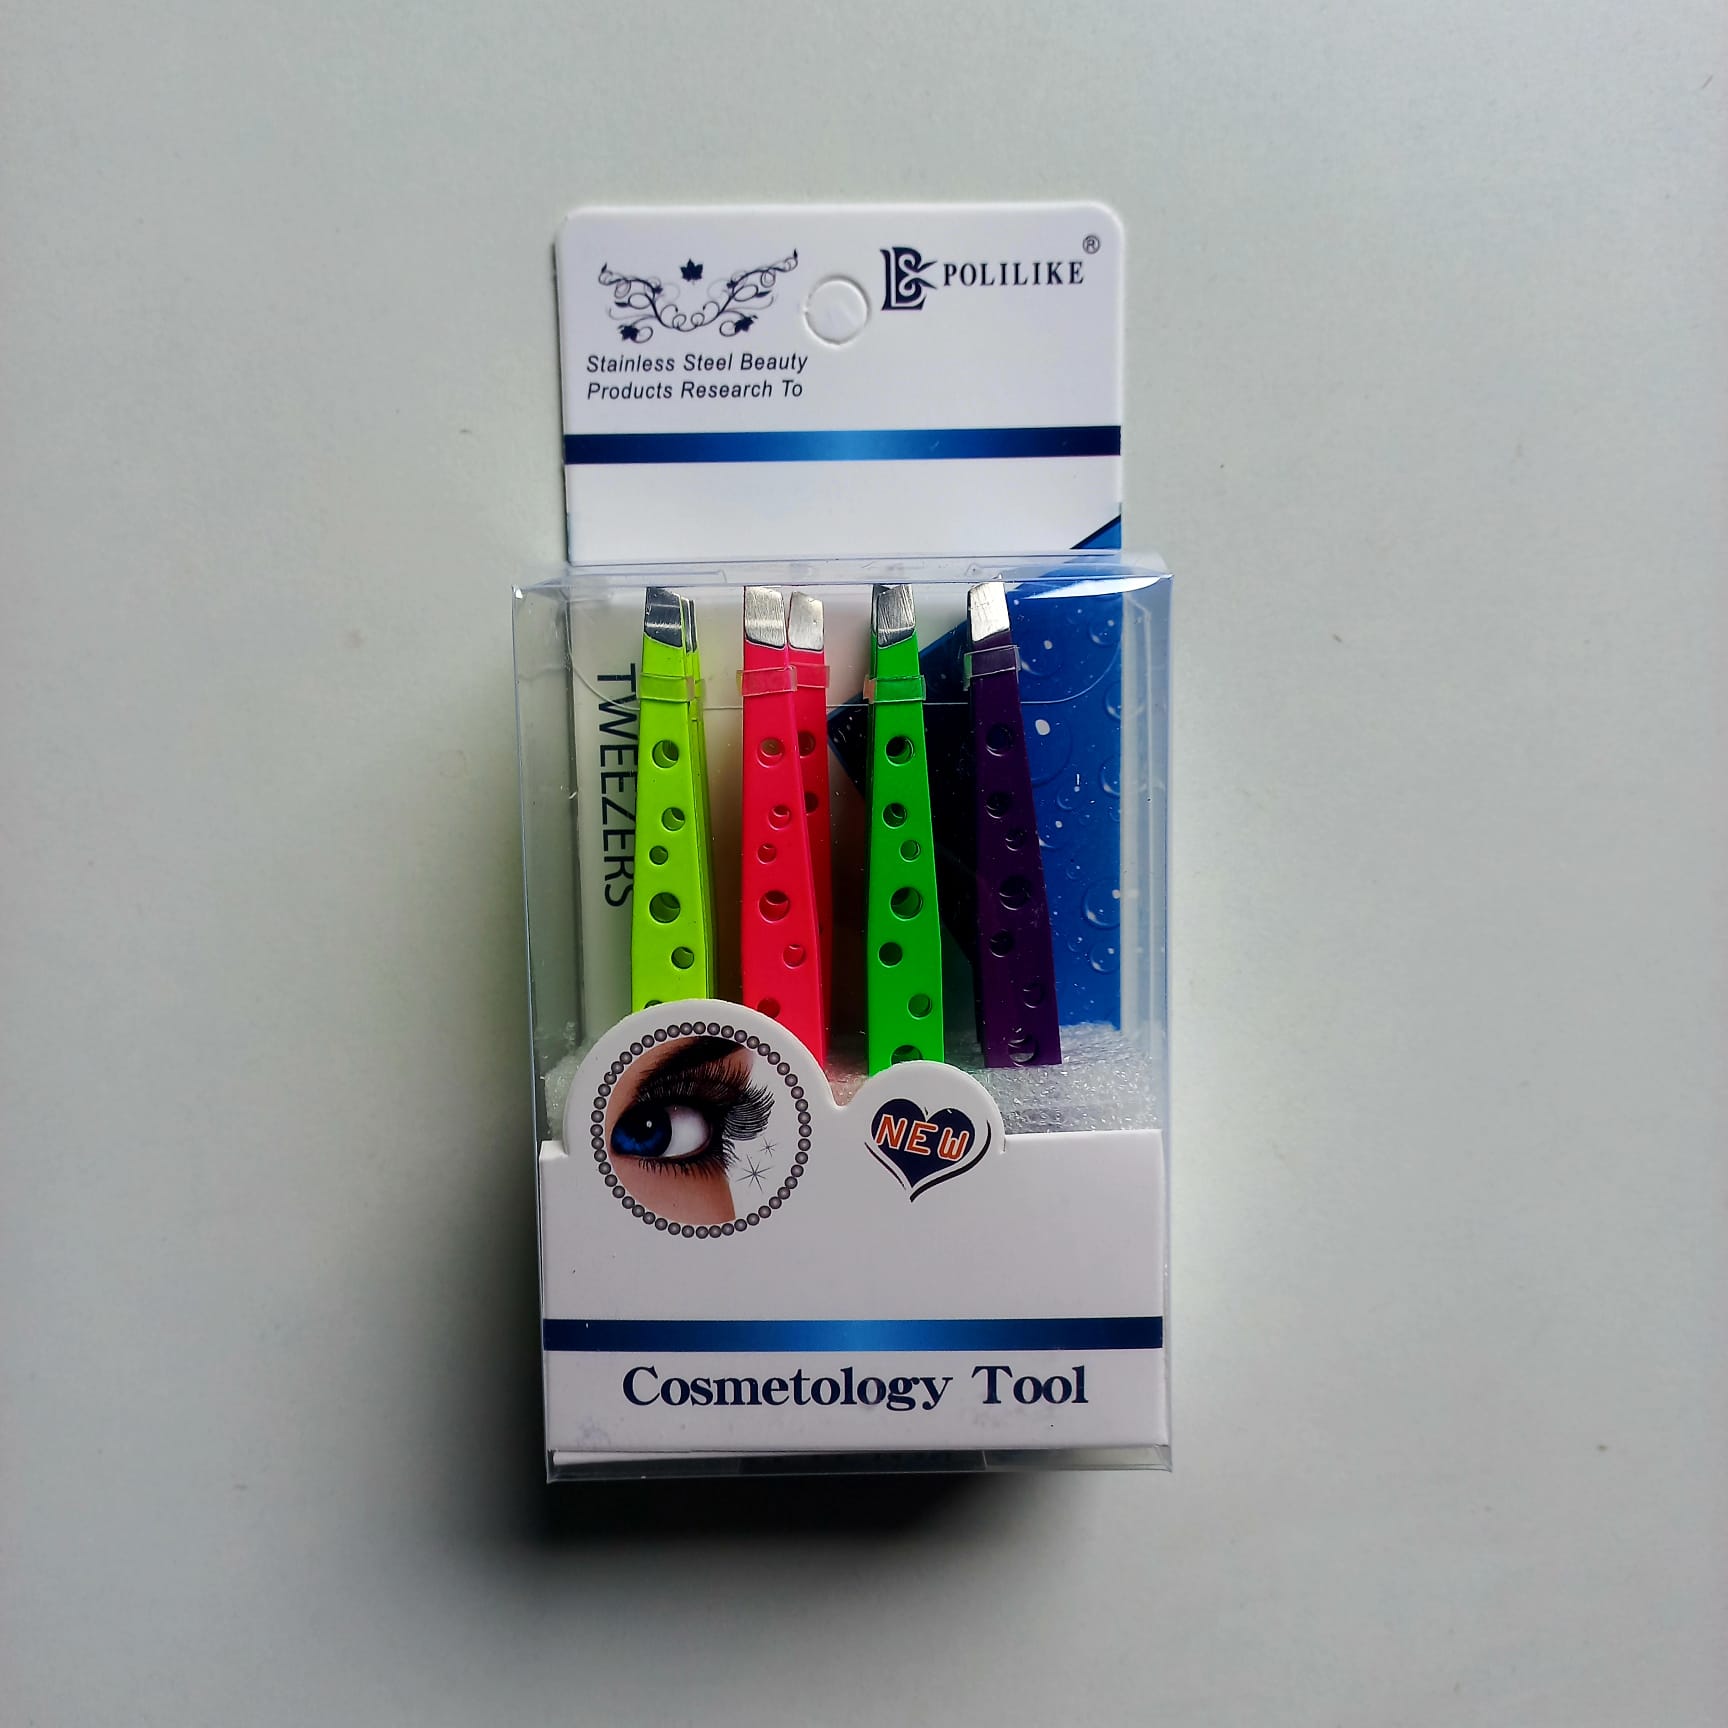 POLILIKE ®
Stainless Steel Beauty
Products Research To
TWEEZERS
NEW
Cosmetology Tool